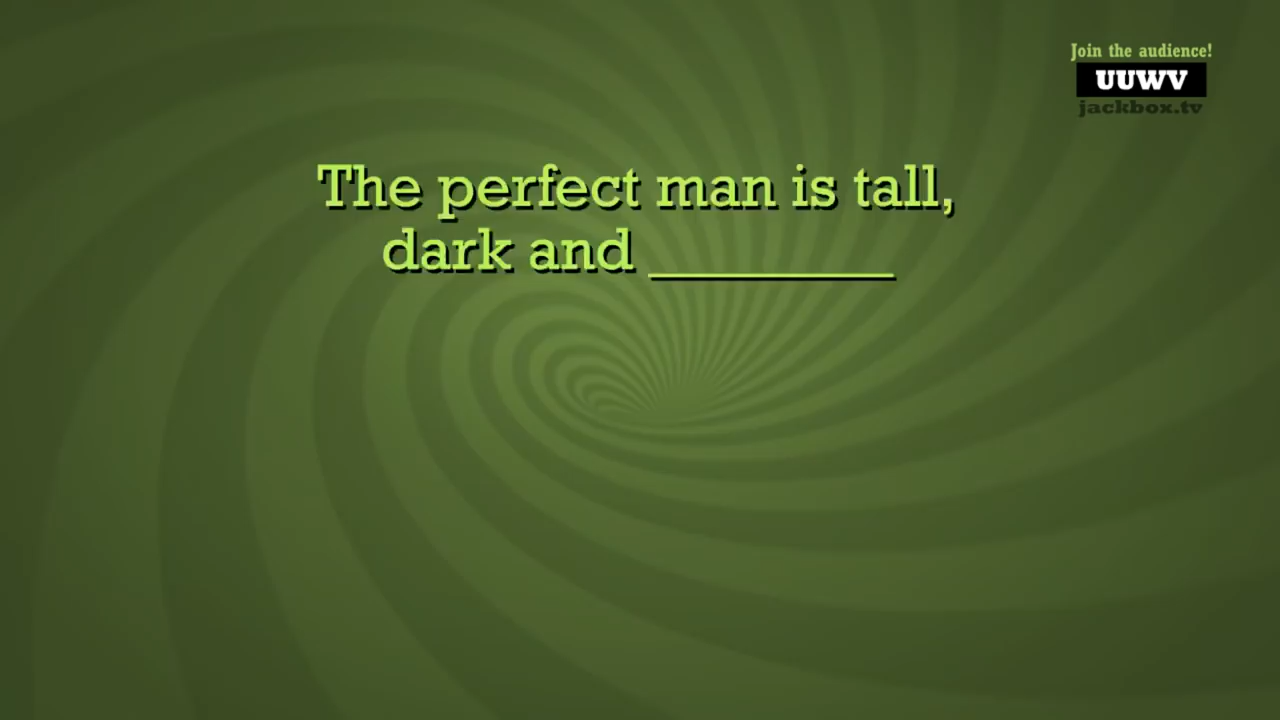 Join the audience!
UUWV
jackbox.tv
The perfect man is tall,
dark and ________